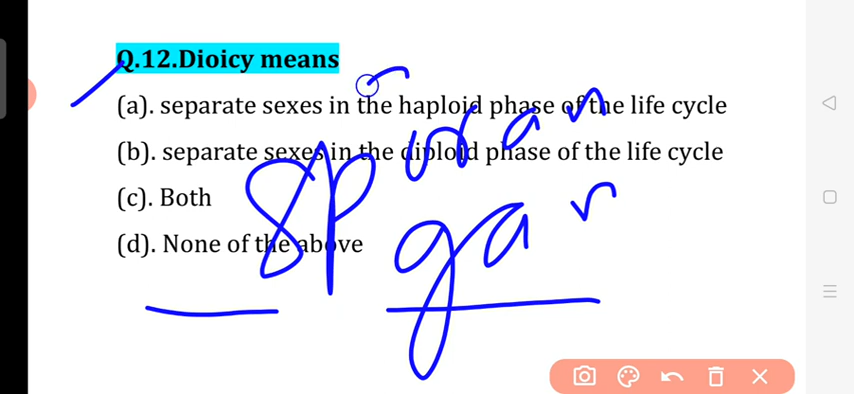 Q.12.Dioicy means
(a). separate sexes in the haploid phase of the life cycle
(b). separate sexes in the diploid phase of the life cycle
(c). Both
(d). None of the above